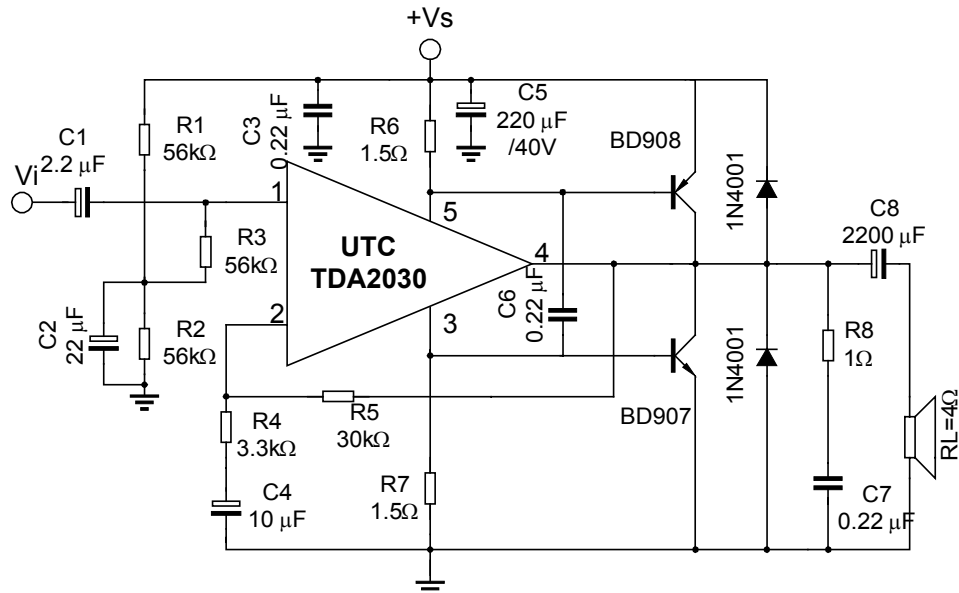 +Vs
C1
2.2 μF
Vi
R1
56kΩ
C3
0.22 μF
R6
1.5Ω
C5
220 μF
/40V
BD908
1N4001
C8
2200 μF
1
5
R3
56kΩ
UTC
TDA2030
4
C2
22 μF
R2
56kΩ
2
3
C6
0.22 μF
R8
1Ω
1N4001
RL=4Ω
R4
3.3kΩ
R5
30kΩ
BD907
C4
10 μF
R7
1.5Ω
C7
0.22 μF